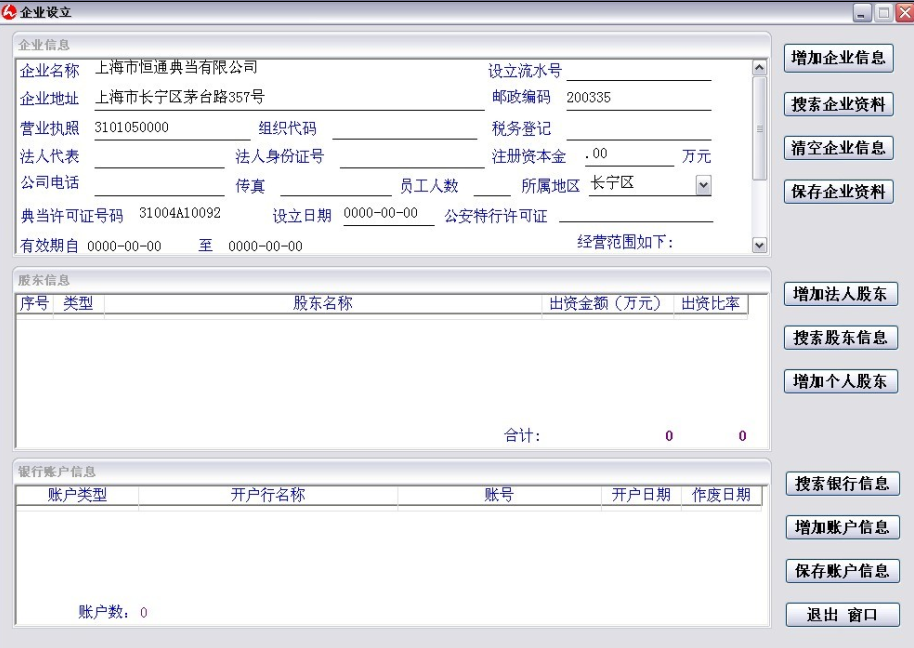 企业设立
企业信息
企业名称 上海市恒通典当有限公司 设立流水号
企业地址 上海市长宁区茅台路357号 邮政编码 200335
营业执照 3101050000 组织代码 税务登记
法人代表 法人身份证号 注册资本金 .00 万元
公司电话 传真 员工人数 所属地区 长宁区
典当许可证号码 31004A10092 设立日期 0000-00-00 公安特行许可证
有效期自 0000-00-00 至 0000-00-00 经营范围如下:
增加企业信息
搜索企业资料
清空企业信息
保存企业资料
股东信息
序号 类型 股东名称 出资金额（万元） 出资比率
合计: 0 0
增加法人股东
搜索股东信息
增加个人股东
银行账户信息
账户类型 开户行名称 账号 开户日期 作废日期
账户数: 0
搜索银行信息
增加账户信息
保存账户信息
退出 窗口